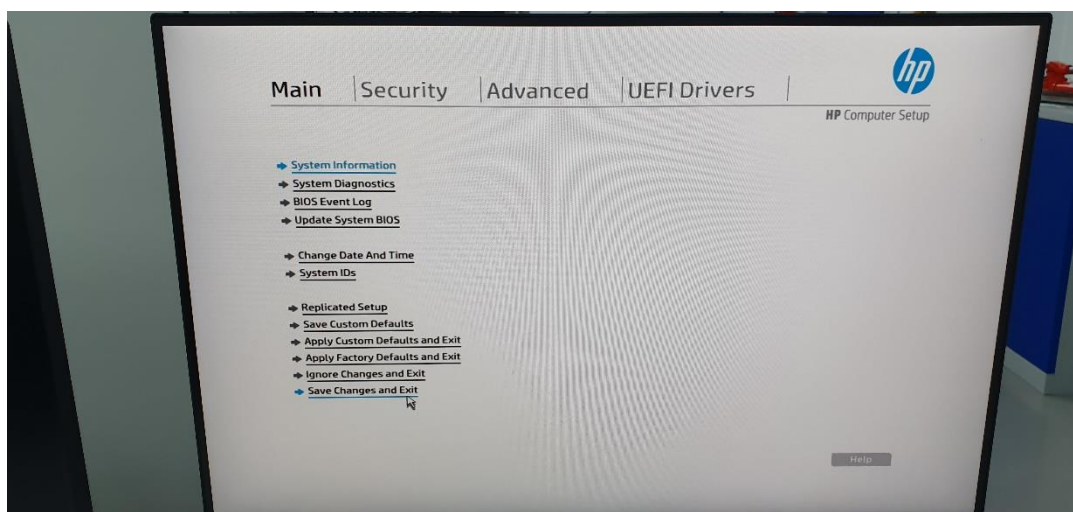 hp
Main Security Advanced UEFI Drivers
HP Computer Setup
System Information
System Diagnostics
BIOS Event Log
Update System BIOS
Change Date And Time
System IDs
Replicated Setup
Save Custom Defaults
Apply Custom Defaults and Exit
Apply Factory Defaults and Exit
Ignore Changes and Exit
Save Changes and Exit
Help